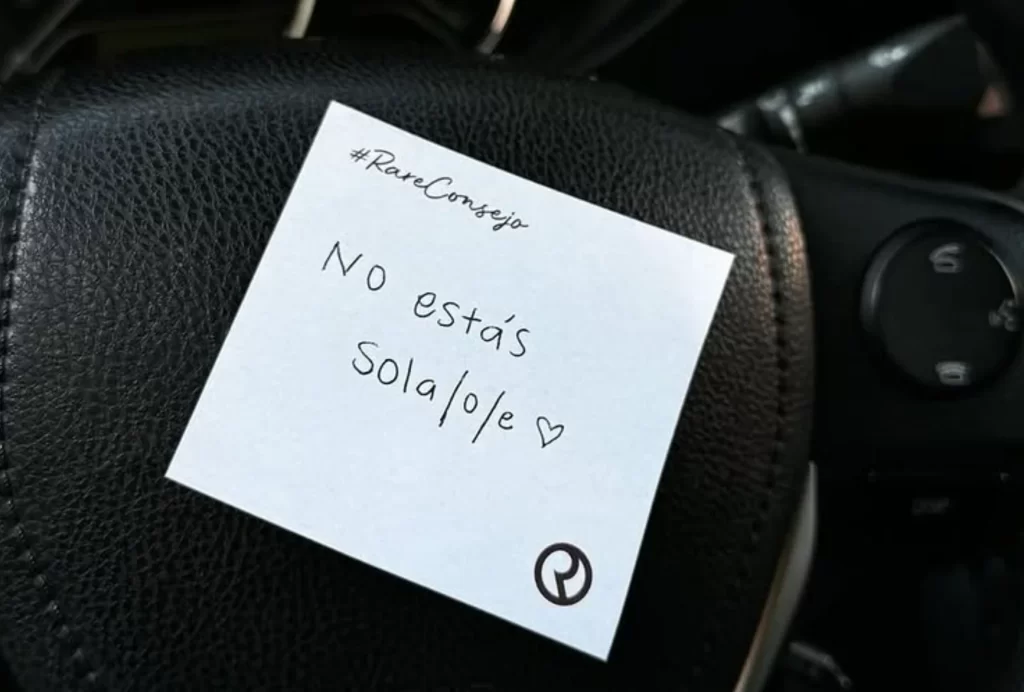 #RareConsejo
No estás
Sola/o/e ♡
R